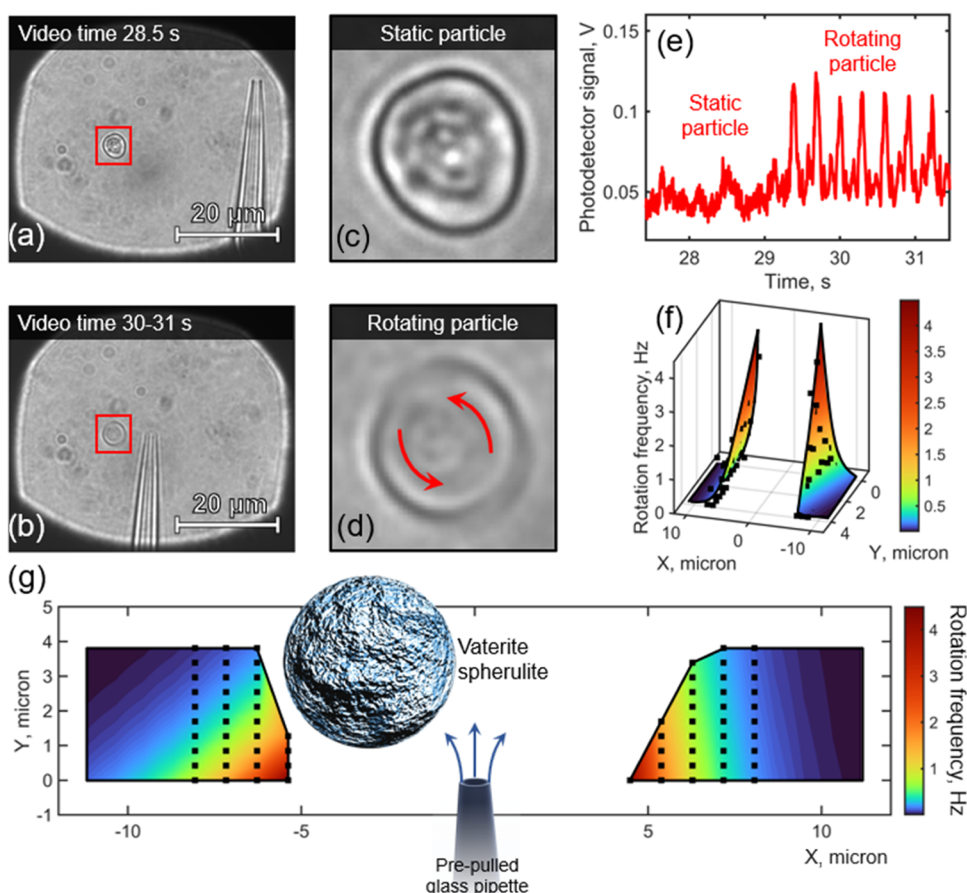 Video time 28.5 s
20 μm
(a)
Static particle
(c)
(e)
Photodetector signal, V
0.15
0.1
0.05
Static
particle
Rotating
particle
28
29
30
31
Time, s
Video time 30-31 s
20 μm
(b)
Rotating particle
(d)
(f)
Rotation frequency, Hz
4
3
2
1
0
10
0
-10
X, micron
0
2
4
Y, micron
4
3.5
3
2.5
2
1.5
1
0.5
(g)
Y, micron
5
4
3
2
1
0
-1
-10
-5
5
10
X, micron
Vaterite
spherulite
Pre-pulled
glass pipette
4
3
2
1
Rotation frequency, Hz